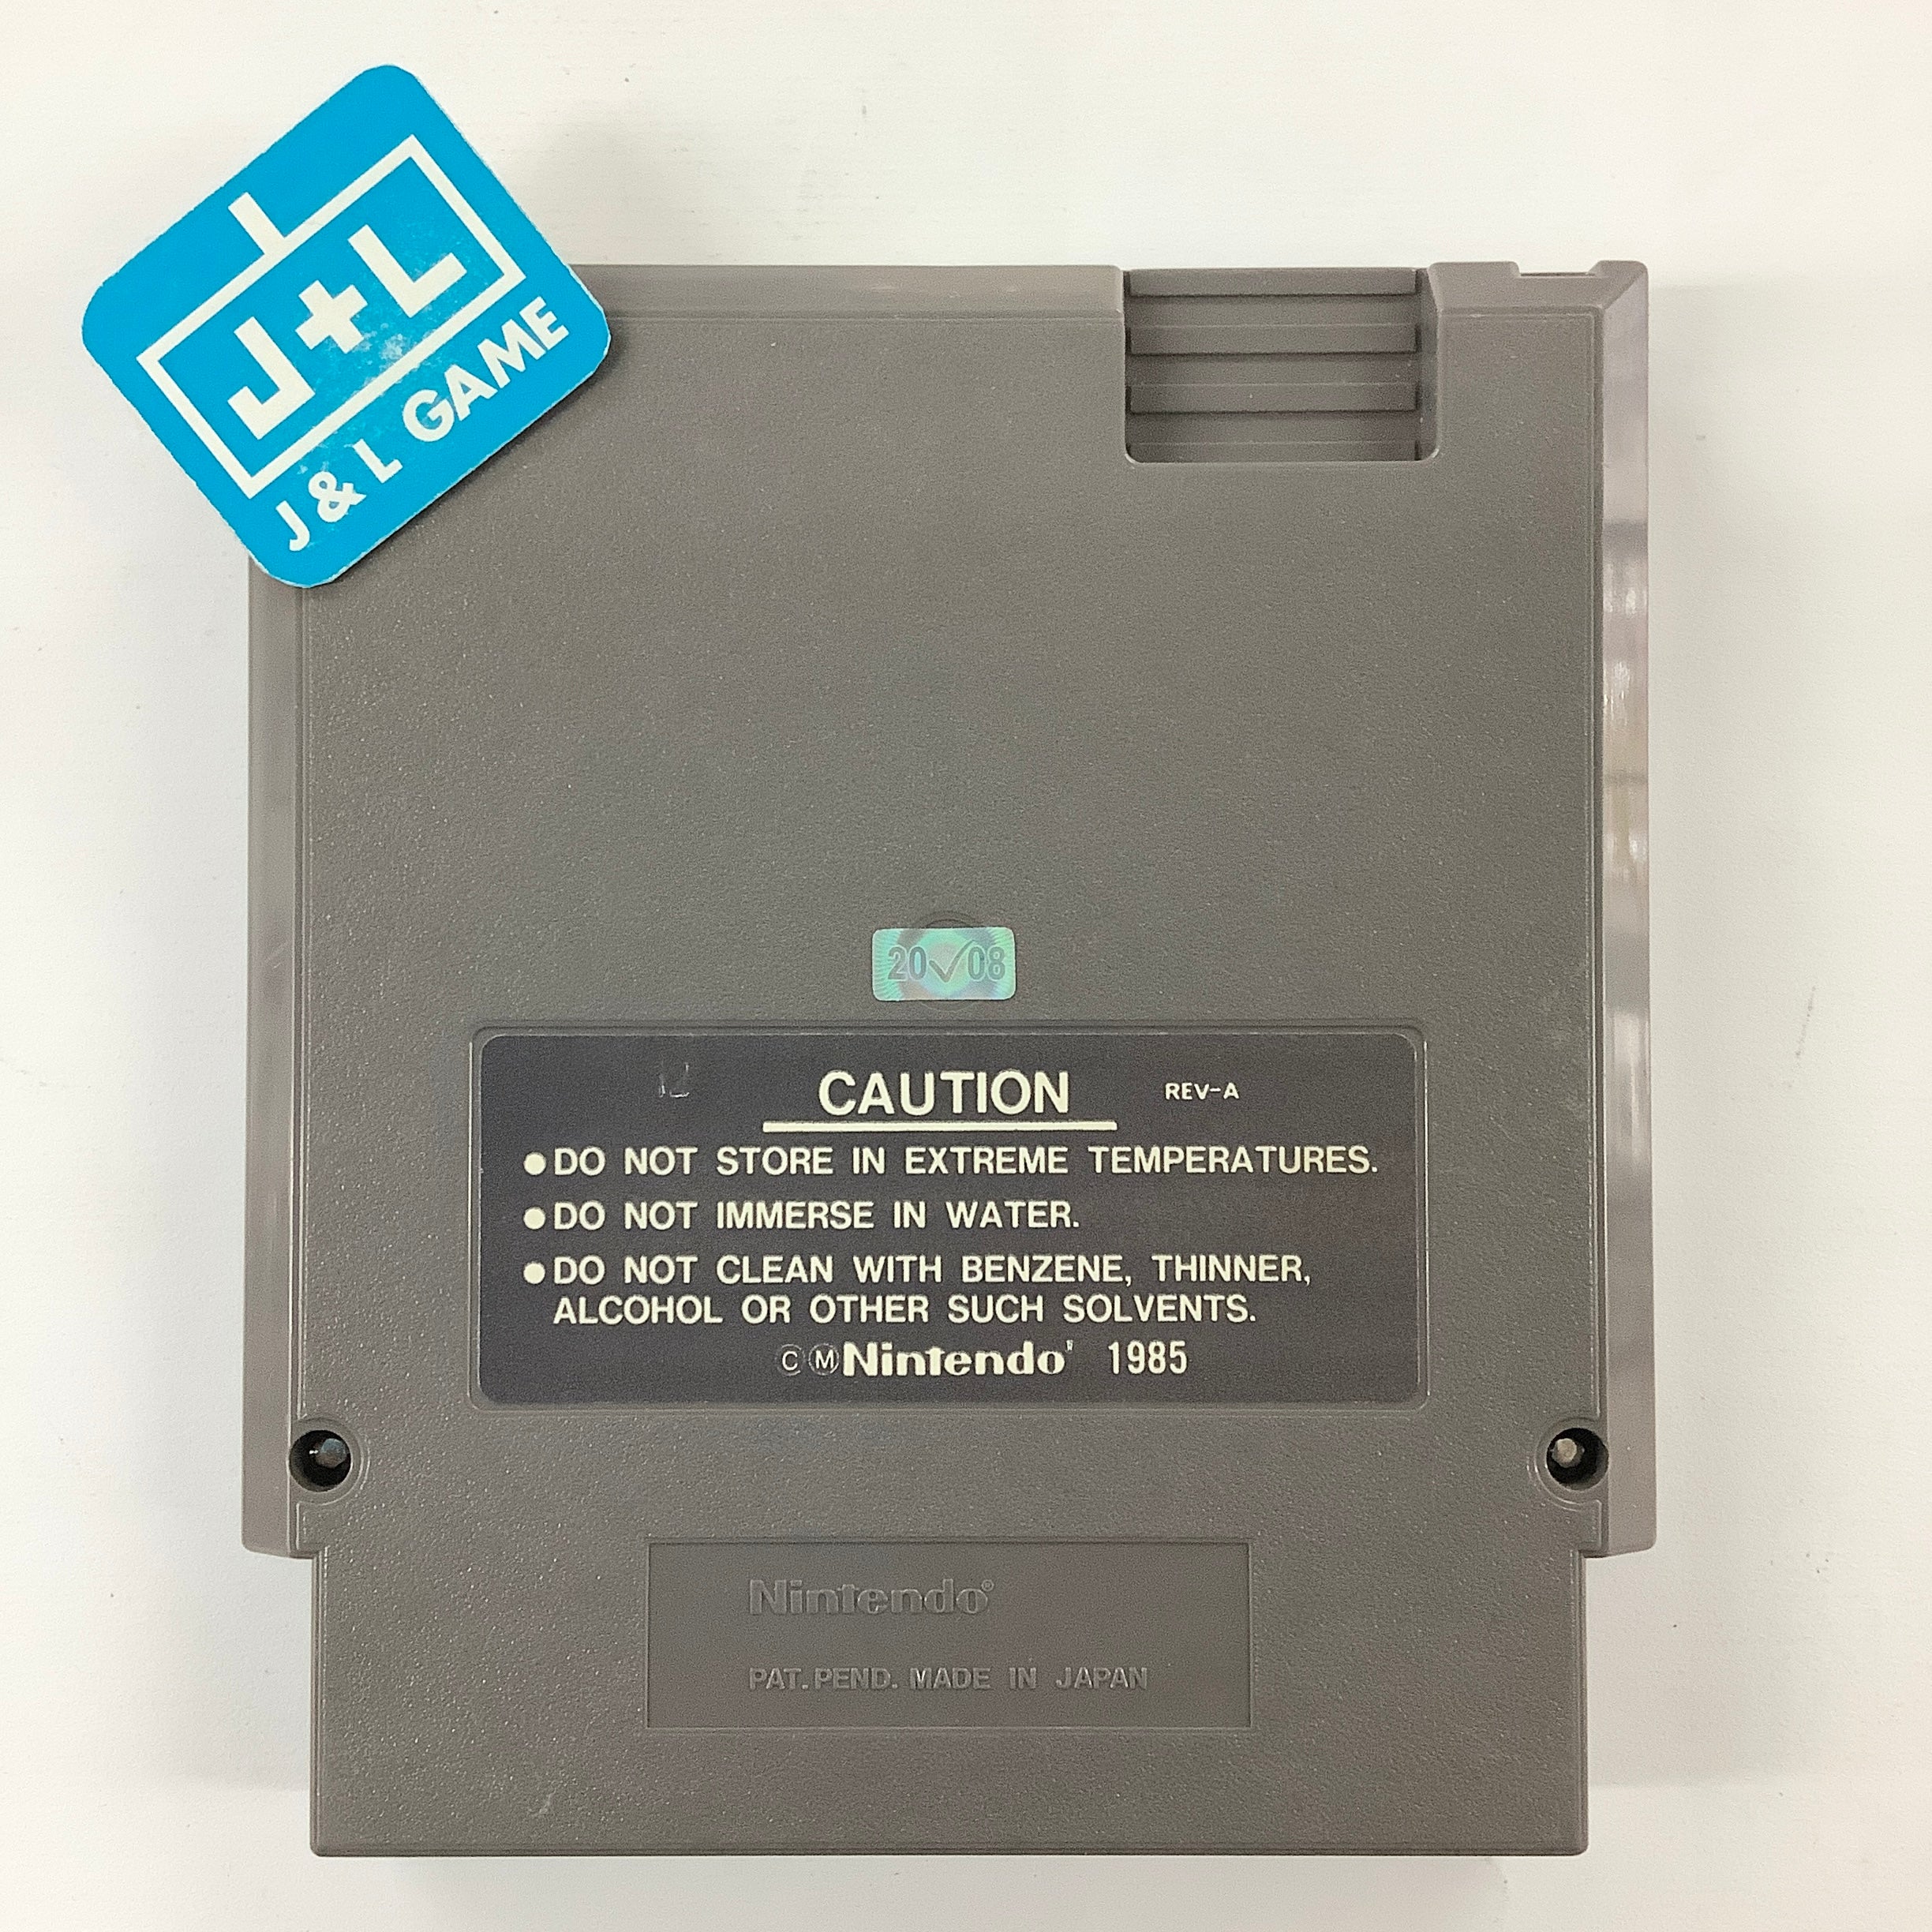 J+L
J & L GAME
20✓08
12
CAUTION
REV-A
●DO NOT STORE IN EXTREME TEMPERATURES.
●DO NOT IMMERSE IN WATER.
●DO NOT CLEAN WITH BENZENE, THINNER,
ALCOHOL OR OTHER SUCH SOLVENTS.
ⒸⓂNintendo® 1985
Nintendo®
PAT. PEND. MADE IN JAPAN